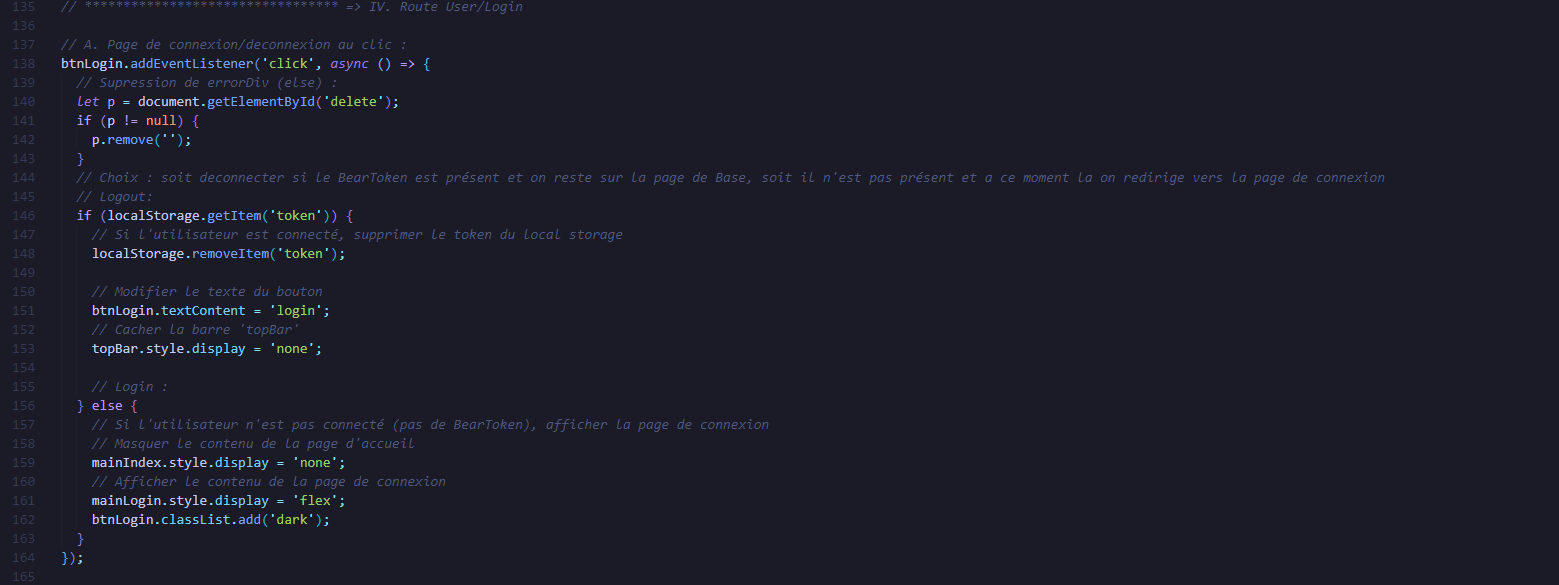 135 // ********************************* => IV. Route User/Login
136
137 // A. Page de connexion/deconnexion au clic :
138 btnLogin.addEventListener('click', async () => {
139 // Supression de errorDiv (else) :
140 let p = document.getElementById('delete');
141 if (p != null) {
142 p.remove('');
143 }
144 // Choix : soit deconnecter si le BearToken est présent et on reste sur la page de Base, soit il n'est pas présent et a ce moment la on redirige vers la page de connexion
145 // Logout:
146 if (localStorage.getItem('token')) {
147 // Si l'utilisateur est connecté, supprimer le token du local storage
148 localStorage.removeItem('token');
149
150 // Modifier le texte du bouton
151 btnLogin.textContent = 'login';
152 // Cacher la barre 'topBar'
153 topBar.style.display = 'none';
154
155 // Login :
156 } else {
157 // Si l'utilisateur n'est pas connecté (pas de BearToken), afficher la page de connexion
158 // Masquer le contenu de la page d'accueil
159 mainIndex.style.display = 'none';
160 // Afficher le contenu de la page de connexion
161 mainLogin.style.display = 'flex';
162 btnLogin.classList.add('dark');
163 }
164 });
165